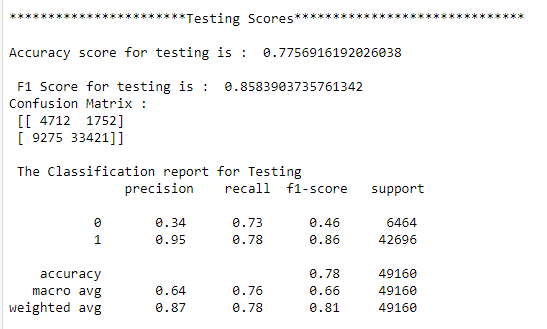 ***********************Testing Scores******************************
Accuracy score for testing is :  0.7756916192026038
F1 Score for testing is :  0.8583903735761342
Confusion Matrix :
[[ 4712  1752]
[ 9275 33421]]
The Classification report for Testing
precision    recall  f1-score   support
0       0.34      0.73      0.46      6464
1       0.95      0.78      0.86     42696
accuracy                           0.78     49160
macro avg       0.64      0.76      0.66     49160
weighted avg       0.87      0.78      0.81     49160